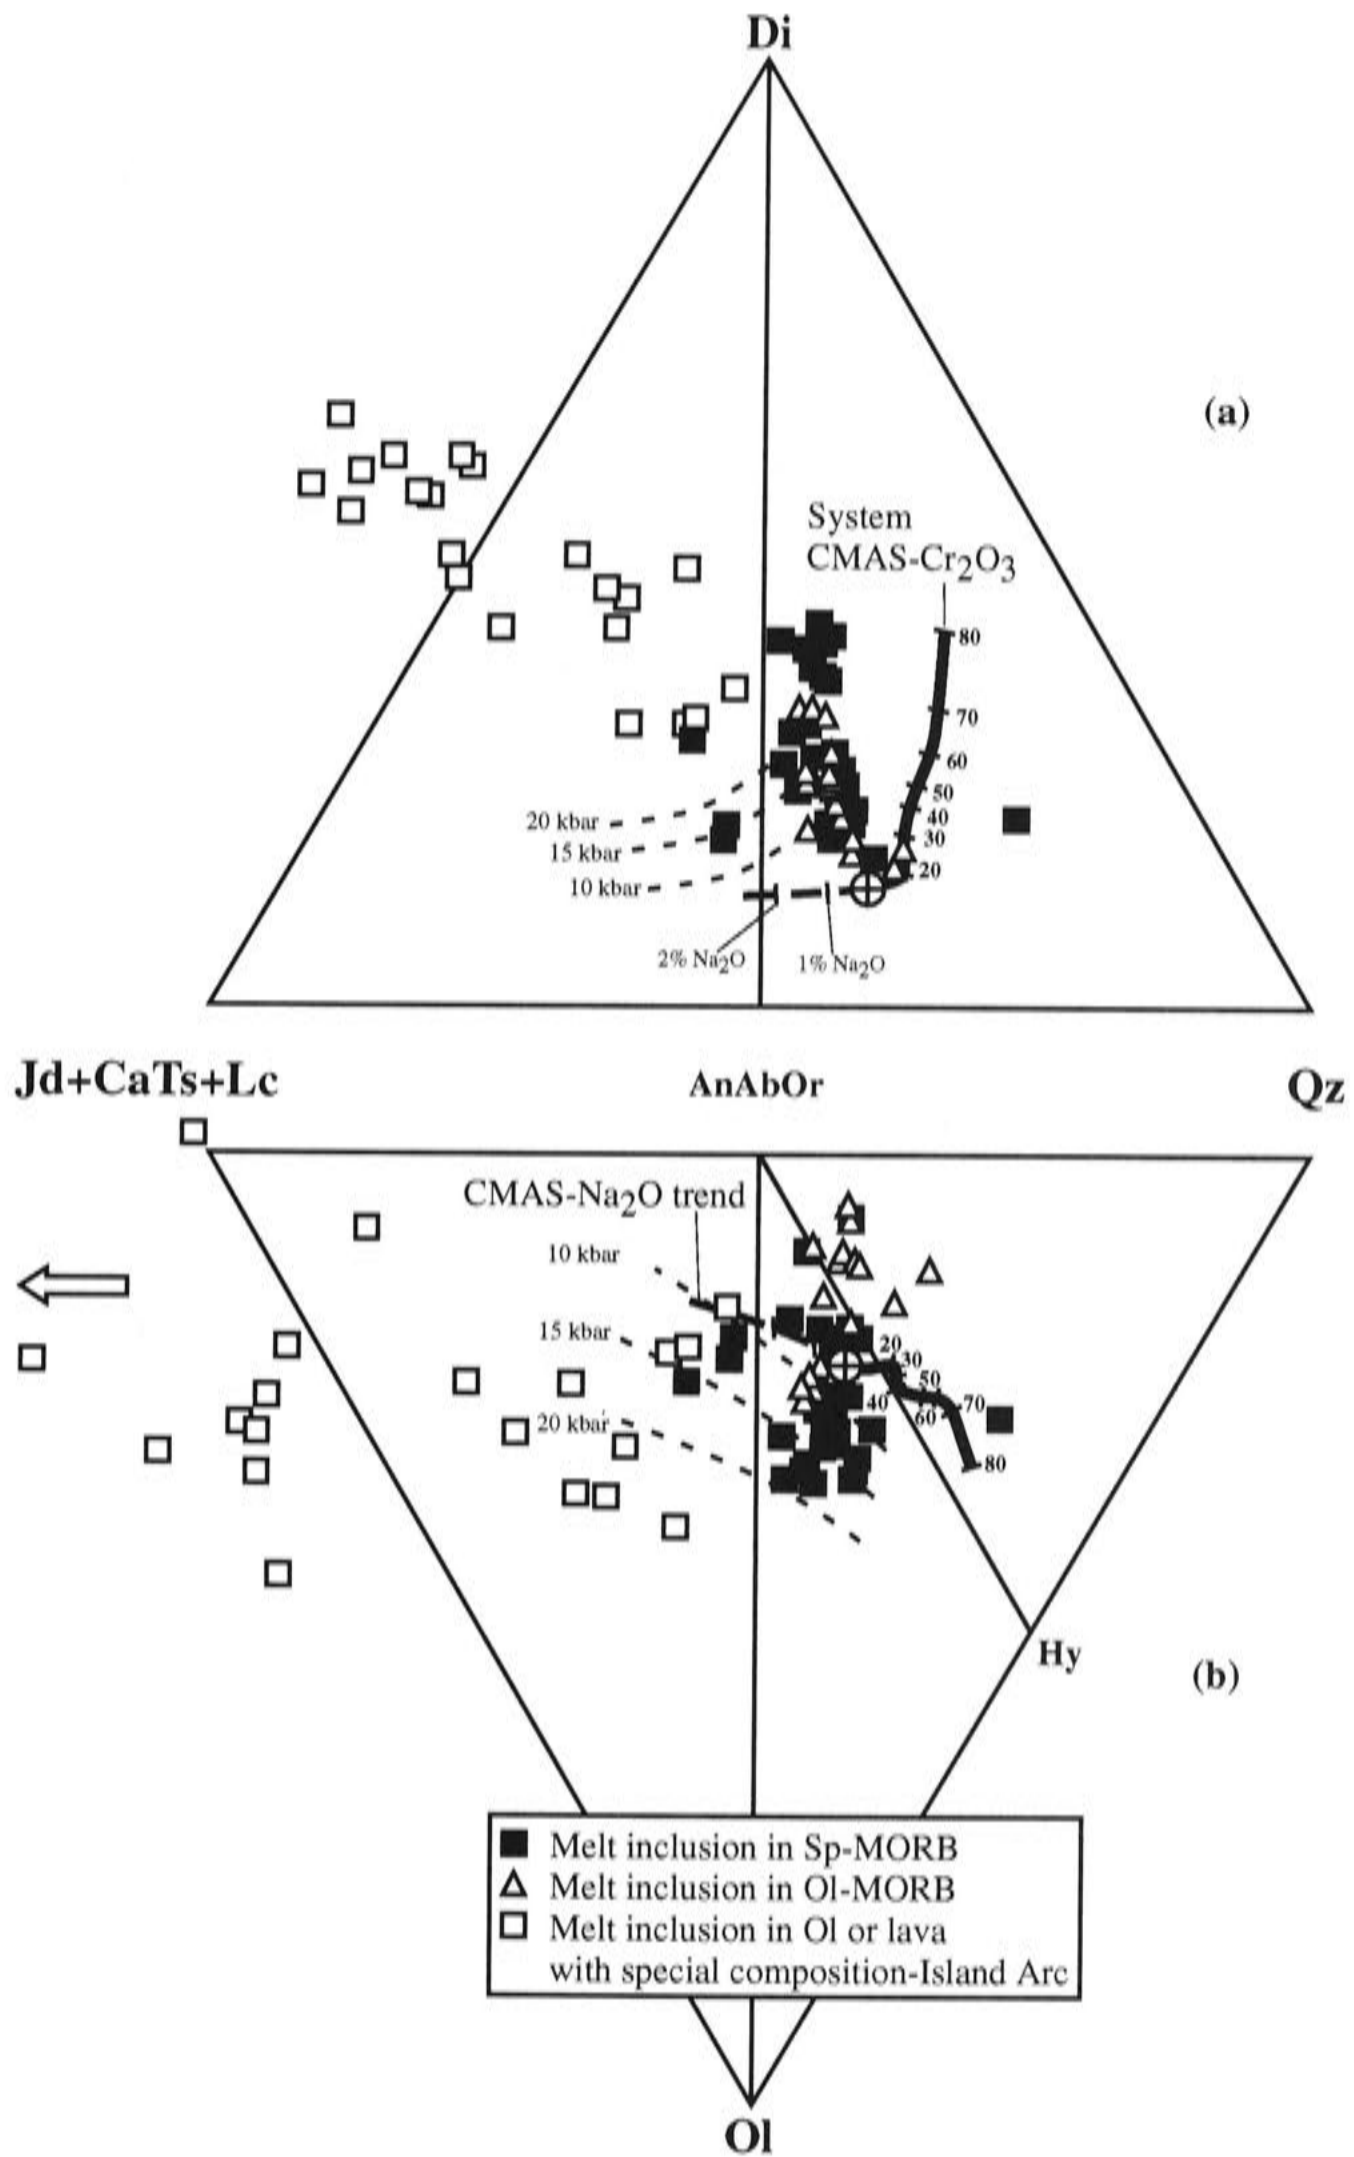 Di
(a)
System
CMAS-Cr₂O₃
80
70
60
50
40
30
20
20 kbar
15 kbar
10 kbar
2% Na₂O
1% Na₂O
Jd+CaTs+Lc
AnAbOr
Qz
CMAS-Na₂O trend
10 kbar
15 kbar
20 kbar
20
30
50
40
60
70
80
Hy
(b)
Melt inclusion in Sp-MORB
Melt inclusion in Ol-MORB
Melt inclusion in Ol or lava
with special composition-Island Arc
Ol